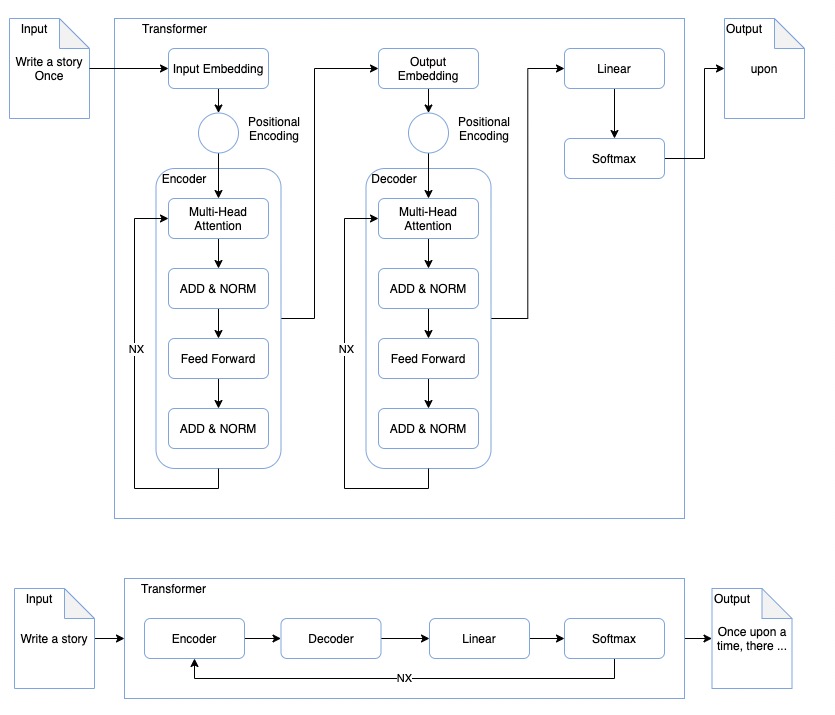 Input
Write a story
Once
Transformer
Input Embedding
Positional
Encoding
Encoder
Multi-Head
Attention
ADD & NORM
Feed Forward
ADD & NORM
NX
Output
Embedding
Positional
Encoding
Decoder
Multi-Head
Attention
ADD & NORM
Feed Forward
ADD & NORM
NX
Linear
Softmax
Output
upon
Input
Write a story
Transformer
Encoder
Decoder
Linear
Softmax
NX
Output
Once upon a
time, there ...